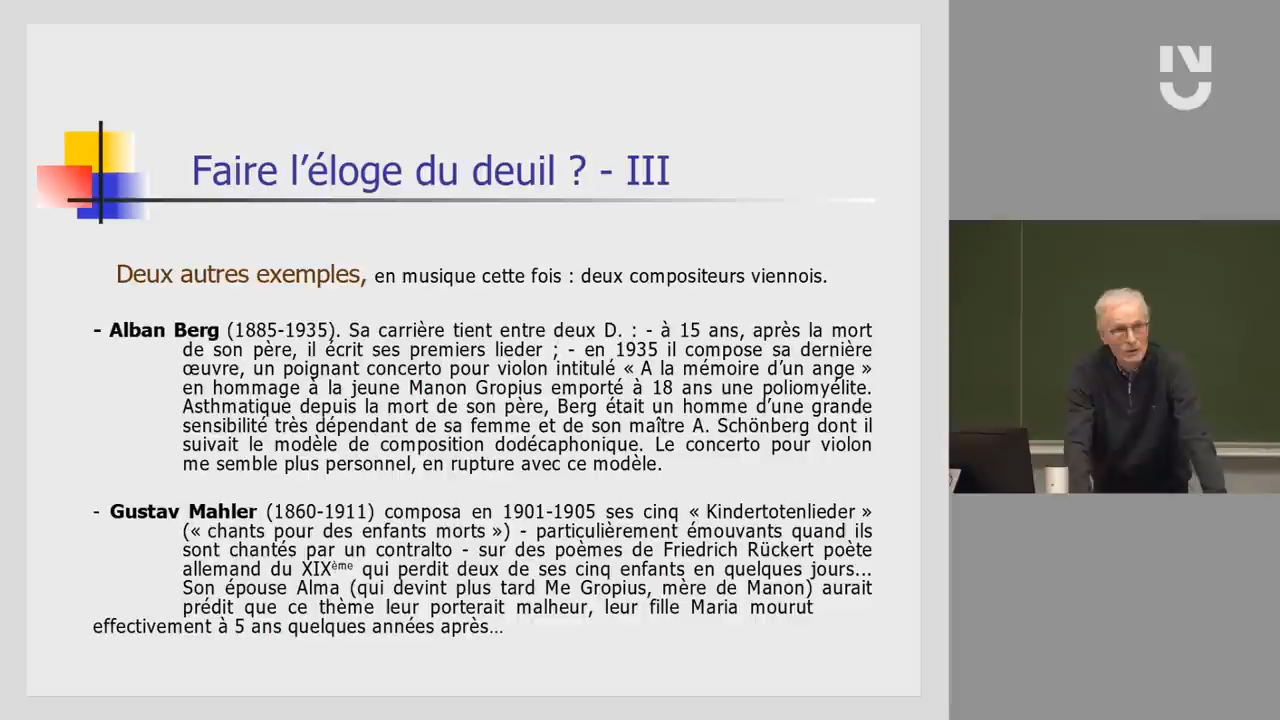 Faire l'éloge du deuil ? - III
Deux autres exemples, en musique cette fois : deux compositeurs viennois.
- Alban Berg (1885-1935). Sa carrière tient entre deux D. : - à 15 ans, après la mort
de son père, il écrit ses premiers lieder ; - en 1935 il compose sa dernière
œuvre, un poignant concerto pour violon intitulé « A la mémoire d'un ange »
en hommage à la jeune Manon Gropius emporté à 18 ans une poliomyélite.
Asthmatique depuis la mort de son père, Berg était un homme d'une grande
sensibilité très dépendant de sa femme et de son maître A. Schönberg dont il
suivait le modèle de composition dodécaphonique. Le concerto pour violon
me semble plus personnel, en rupture avec ce modèle.
- Gustav Mahler (1860-1911) composa en 1901-1905 ses cinq « Kindertotenlieder »
(« chants pour des enfants morts ») - particulièrement émouvants quand ils
sont chantés par un contralto - sur des poèmes de Friedrich Rückert poète
allemand du XIXème qui perdit deux de ses cinq enfants en quelques jours...
Son épouse Alma (qui devint plus tard Me Gropius, mère de Manon) aurait
prédit que ce thème leur porterait malheur, leur fille Maria mourut
effectivement à 5 ans quelques années après...